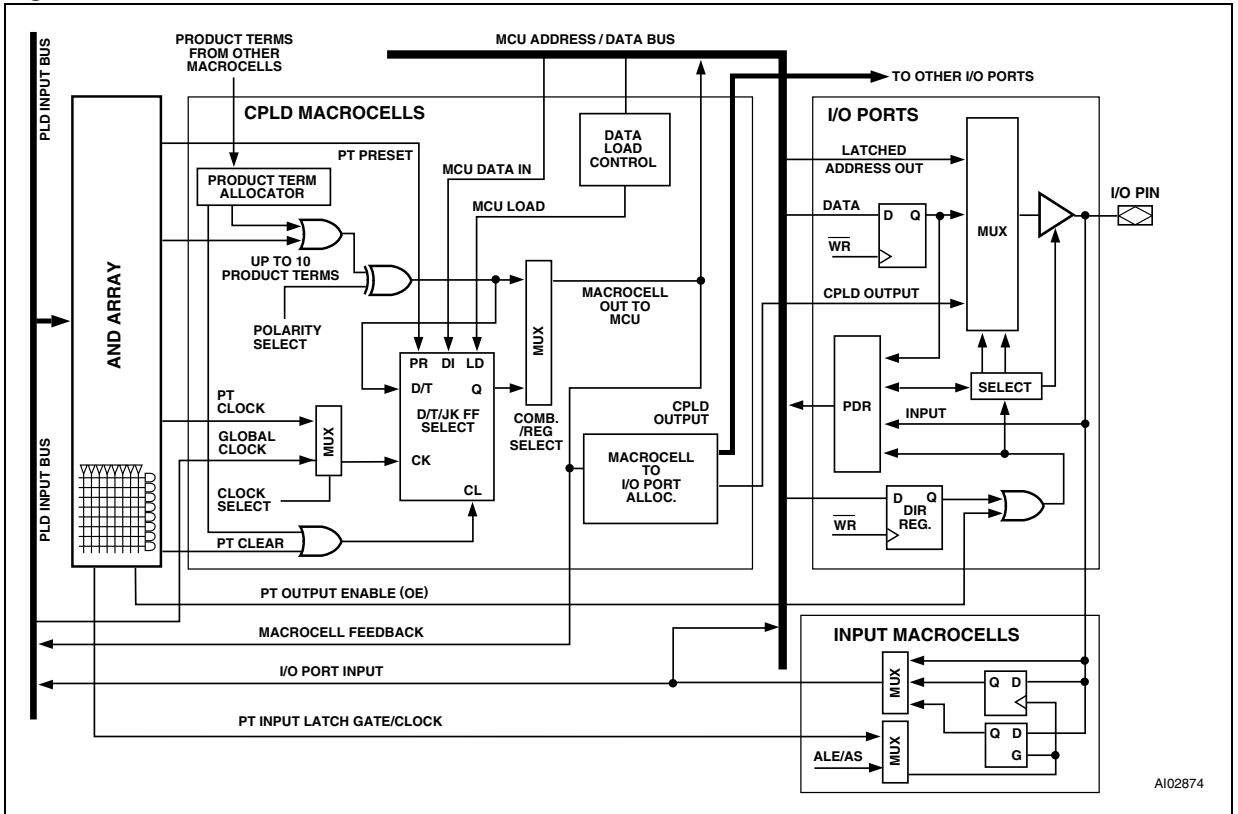 PLD INPUT BUS
PRODUCT TERMS
FROM OTHER
MACROCELLS
MCU ADDRESS / DATA BUS
TO OTHER I/O PORTS
CPLD MACROCELLS
I/O PORTS
AND ARRAY
PT PRESET
MCU DATA IN
DATA
LOAD
CONTROL
LATCHED
ADDRESS OUT
PRODUCT TERM
ALLOCATOR
MCU LOAD
DATA
D Q
WR
MUX
I/O PIN
UP TO 10
PRODUCT TERMS
POLARITY
SELECT
MUX
MACROCELL
OUT TO
MCU
CPLD OUTPUT
PR DI LD
D/T Q
D/T/JK FF
SELECT
CK
CL
COMB.
/REG
SELECT
CPLD
OUTPUT
PDR
SELECT
INPUT
PT
CLOCK
GLOBAL
CLOCK
MUX
CLOCK
SELECT
MACROCELL
TO
I/O PORT
ALLOC.
D Q
DIR
REG.
WR
PT CLEAR
PLD INPUT BUS
PT OUTPUT ENABLE (OE)
MACROCELL FEEDBACK
I/O PORT INPUT
PT INPUT LATCH GATE/CLOCK
INPUT MACROCELLS
MUX
Q D
Q D
G
MUX
ALE/AS
AI02874